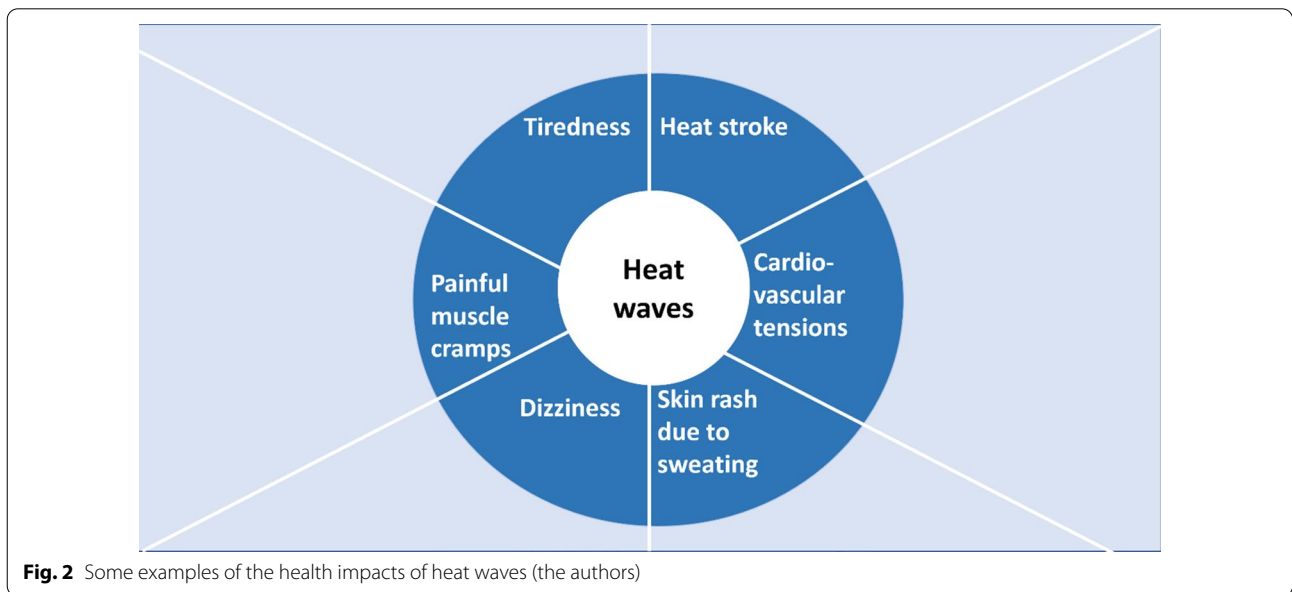 Tiredness
Heat stroke
Heat
waves
Cardio-
vascular
tensions
Painful
muscle
cramps
Dizziness
Skin rash
due to
sweating
Fig. 2 Some examples of the health impacts of heat waves (the authors)